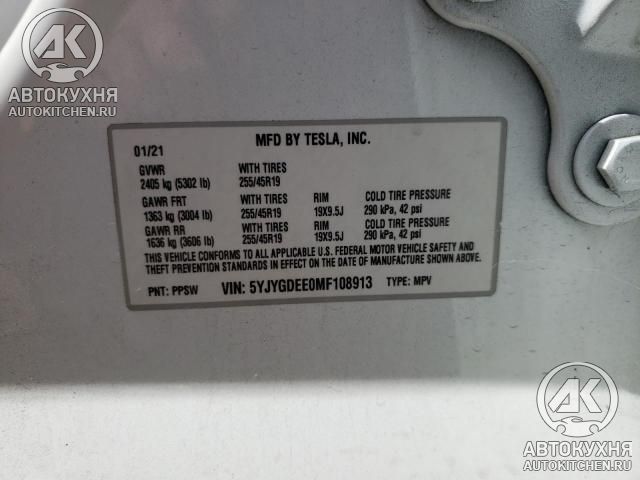 АК
АВТОКУХНЯ
AUTOKITCHEN.RU
MFD BY TESLA, INC.
01/21
GVWR WITH TIRES
2405 kg (5302 lb) 255/45R19
GAWR FRT WITH TIRES RIM COLD TIRE PRESSURE
1363 kg (3004 lb) 255/45R19 19X9.5J 290 kPa, 42 psi
GAWR RR WITH TIRES RIM COLD TIRE PRESSURE
1636 kg (3606 lb) 255/45R19 19X9.5J 290 kPa, 42 psi
THIS VEHICLE CONFORMS TO ALL APPLICABLE U.S. FEDERAL MOTOR VEHICLE SAFETY AND
THEFT PREVENTION STANDARDS IN EFFECT ON THE DATE OF MANUFACTURE SHOWN ABOVE.
PNT: PPSW VIN: 5YJYGDEE0MF108913 TYPE: MPV
АК
АВТОКУХНЯ
AUTOKITCHEN.RU